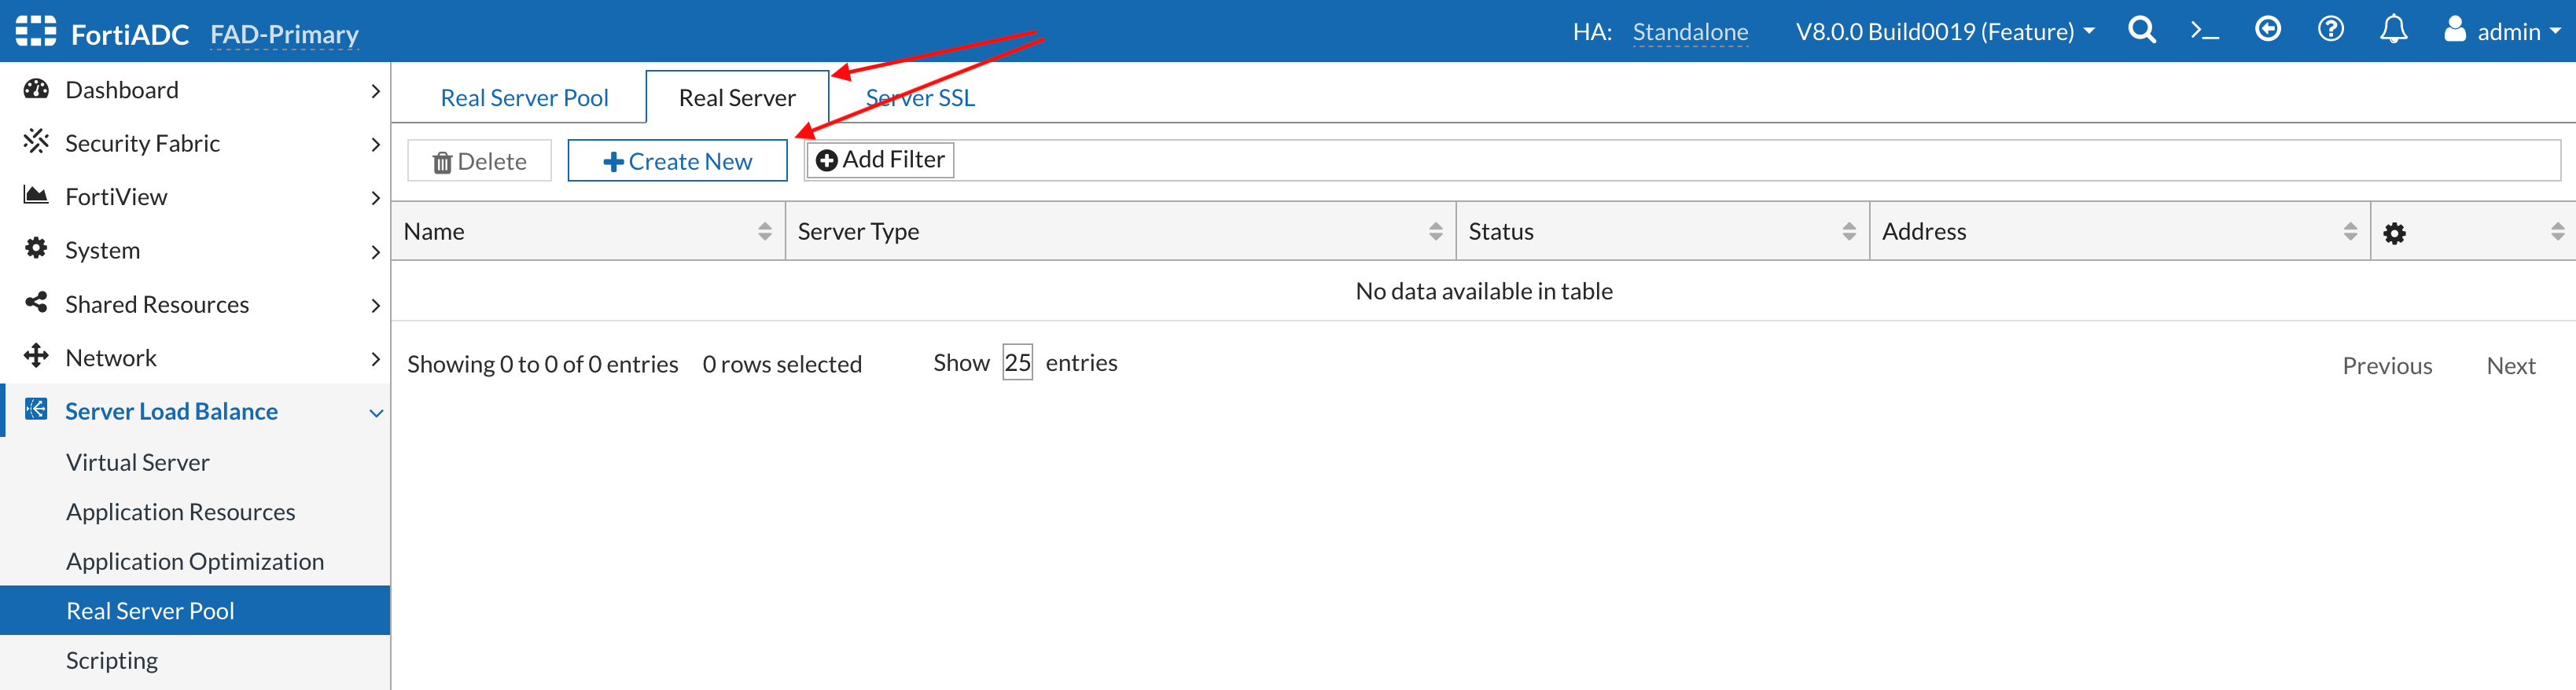 FortiADC FAD-Primary HA: Standalone V8.0.0 Build0019 (Feature) admin
Dashboard
Security Fabric
FortiView
System
Shared Resources
Network
Server Load Balance
Virtual Server
Application Resources
Application Optimization
Real Server Pool
Scripting
Real Server Pool Real Server Server SSL
Delete Create New Add Filter
Name Server Type Status Address
No data available in table
Showing 0 to 0 of 0 entries 0 rows selected Show 25 entries Previous Next